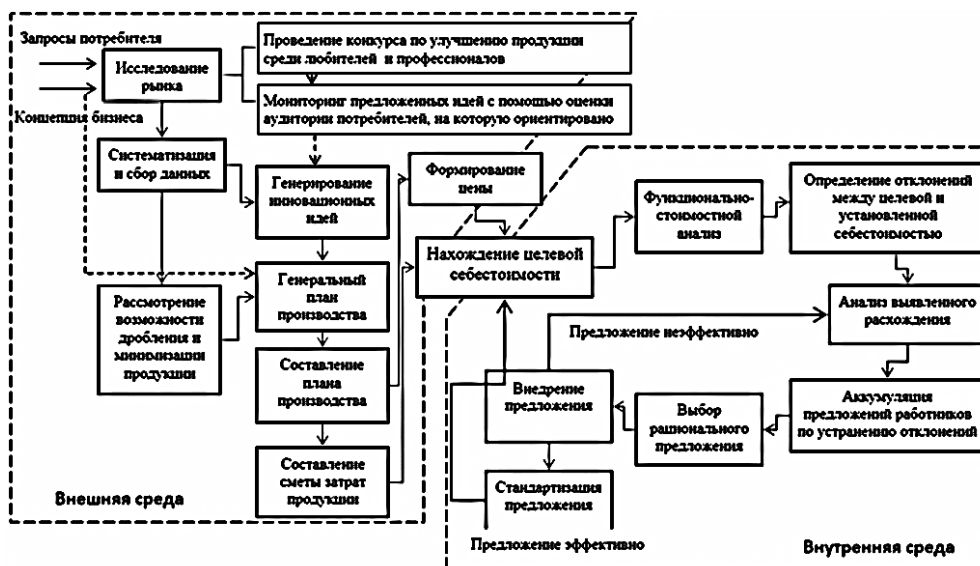 Запросы потребителя
Концепция бизнеса
Исследование
рынка
Проведение конкурса по улучшению продукции
среди любителей и профессионалов
Мониторинг предложенных идей с помощью оценки
аудитории потребителей, на которую ориентировано
Систематизация
и сбор данных
Генерирование
инновационных
идей
Формирование
цены
Рассмотрение
возможности
дробления и
минимизации
продукции
Генеральный
план
производства
Составление
плана
производства
Составление
сметы затрат
продукции
Внешняя среда
Нахождение целевой
себестоимости
Функционально-
стоимостной
анализ
Определение отклонений
между целевой и
установленной
себестоимостью
Анализ выявленного
расхождения
Предложение неэффективно
Аккумуляция
предложений работников
по устранению отклонений
Выбор
рационального
предложения
Внедрение
предложения
Стандартизация
предложения
Предложение эффективно
Внутренняя среда